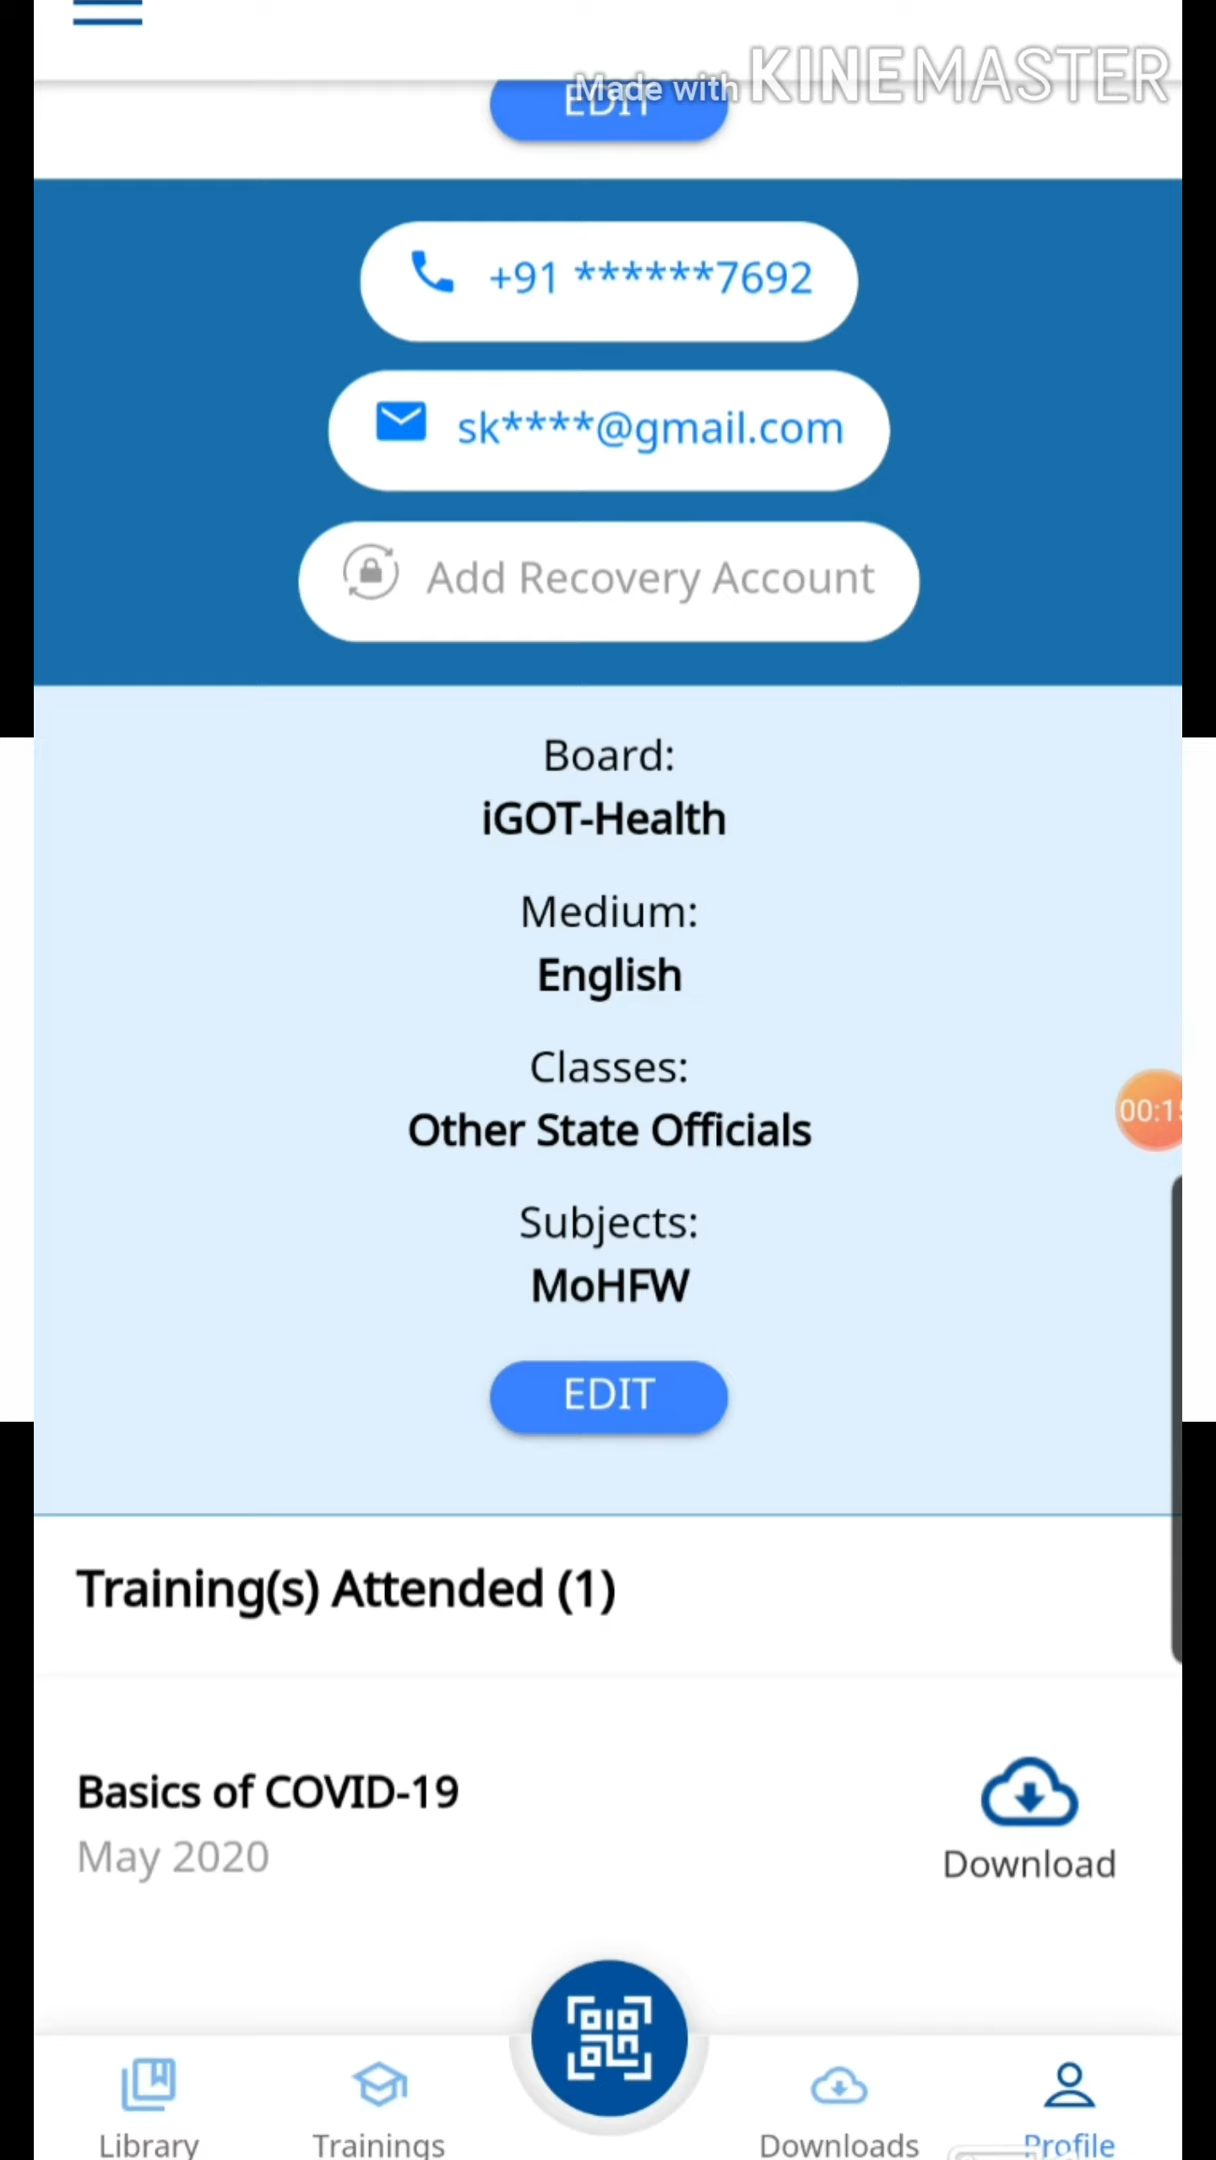 Made with KINEMASTER
EDIT
+91 ******7692
sk****@gmail.com
Add Recovery Account
Board:
iGOT-Health
Medium:
English
Classes:
Other State Officials
00:15
Subjects:
MoHFW
EDIT
Training(s) Attended (1)
Basics of COVID-19
May 2020
Download
Library
Trainings
Downloads
Profile